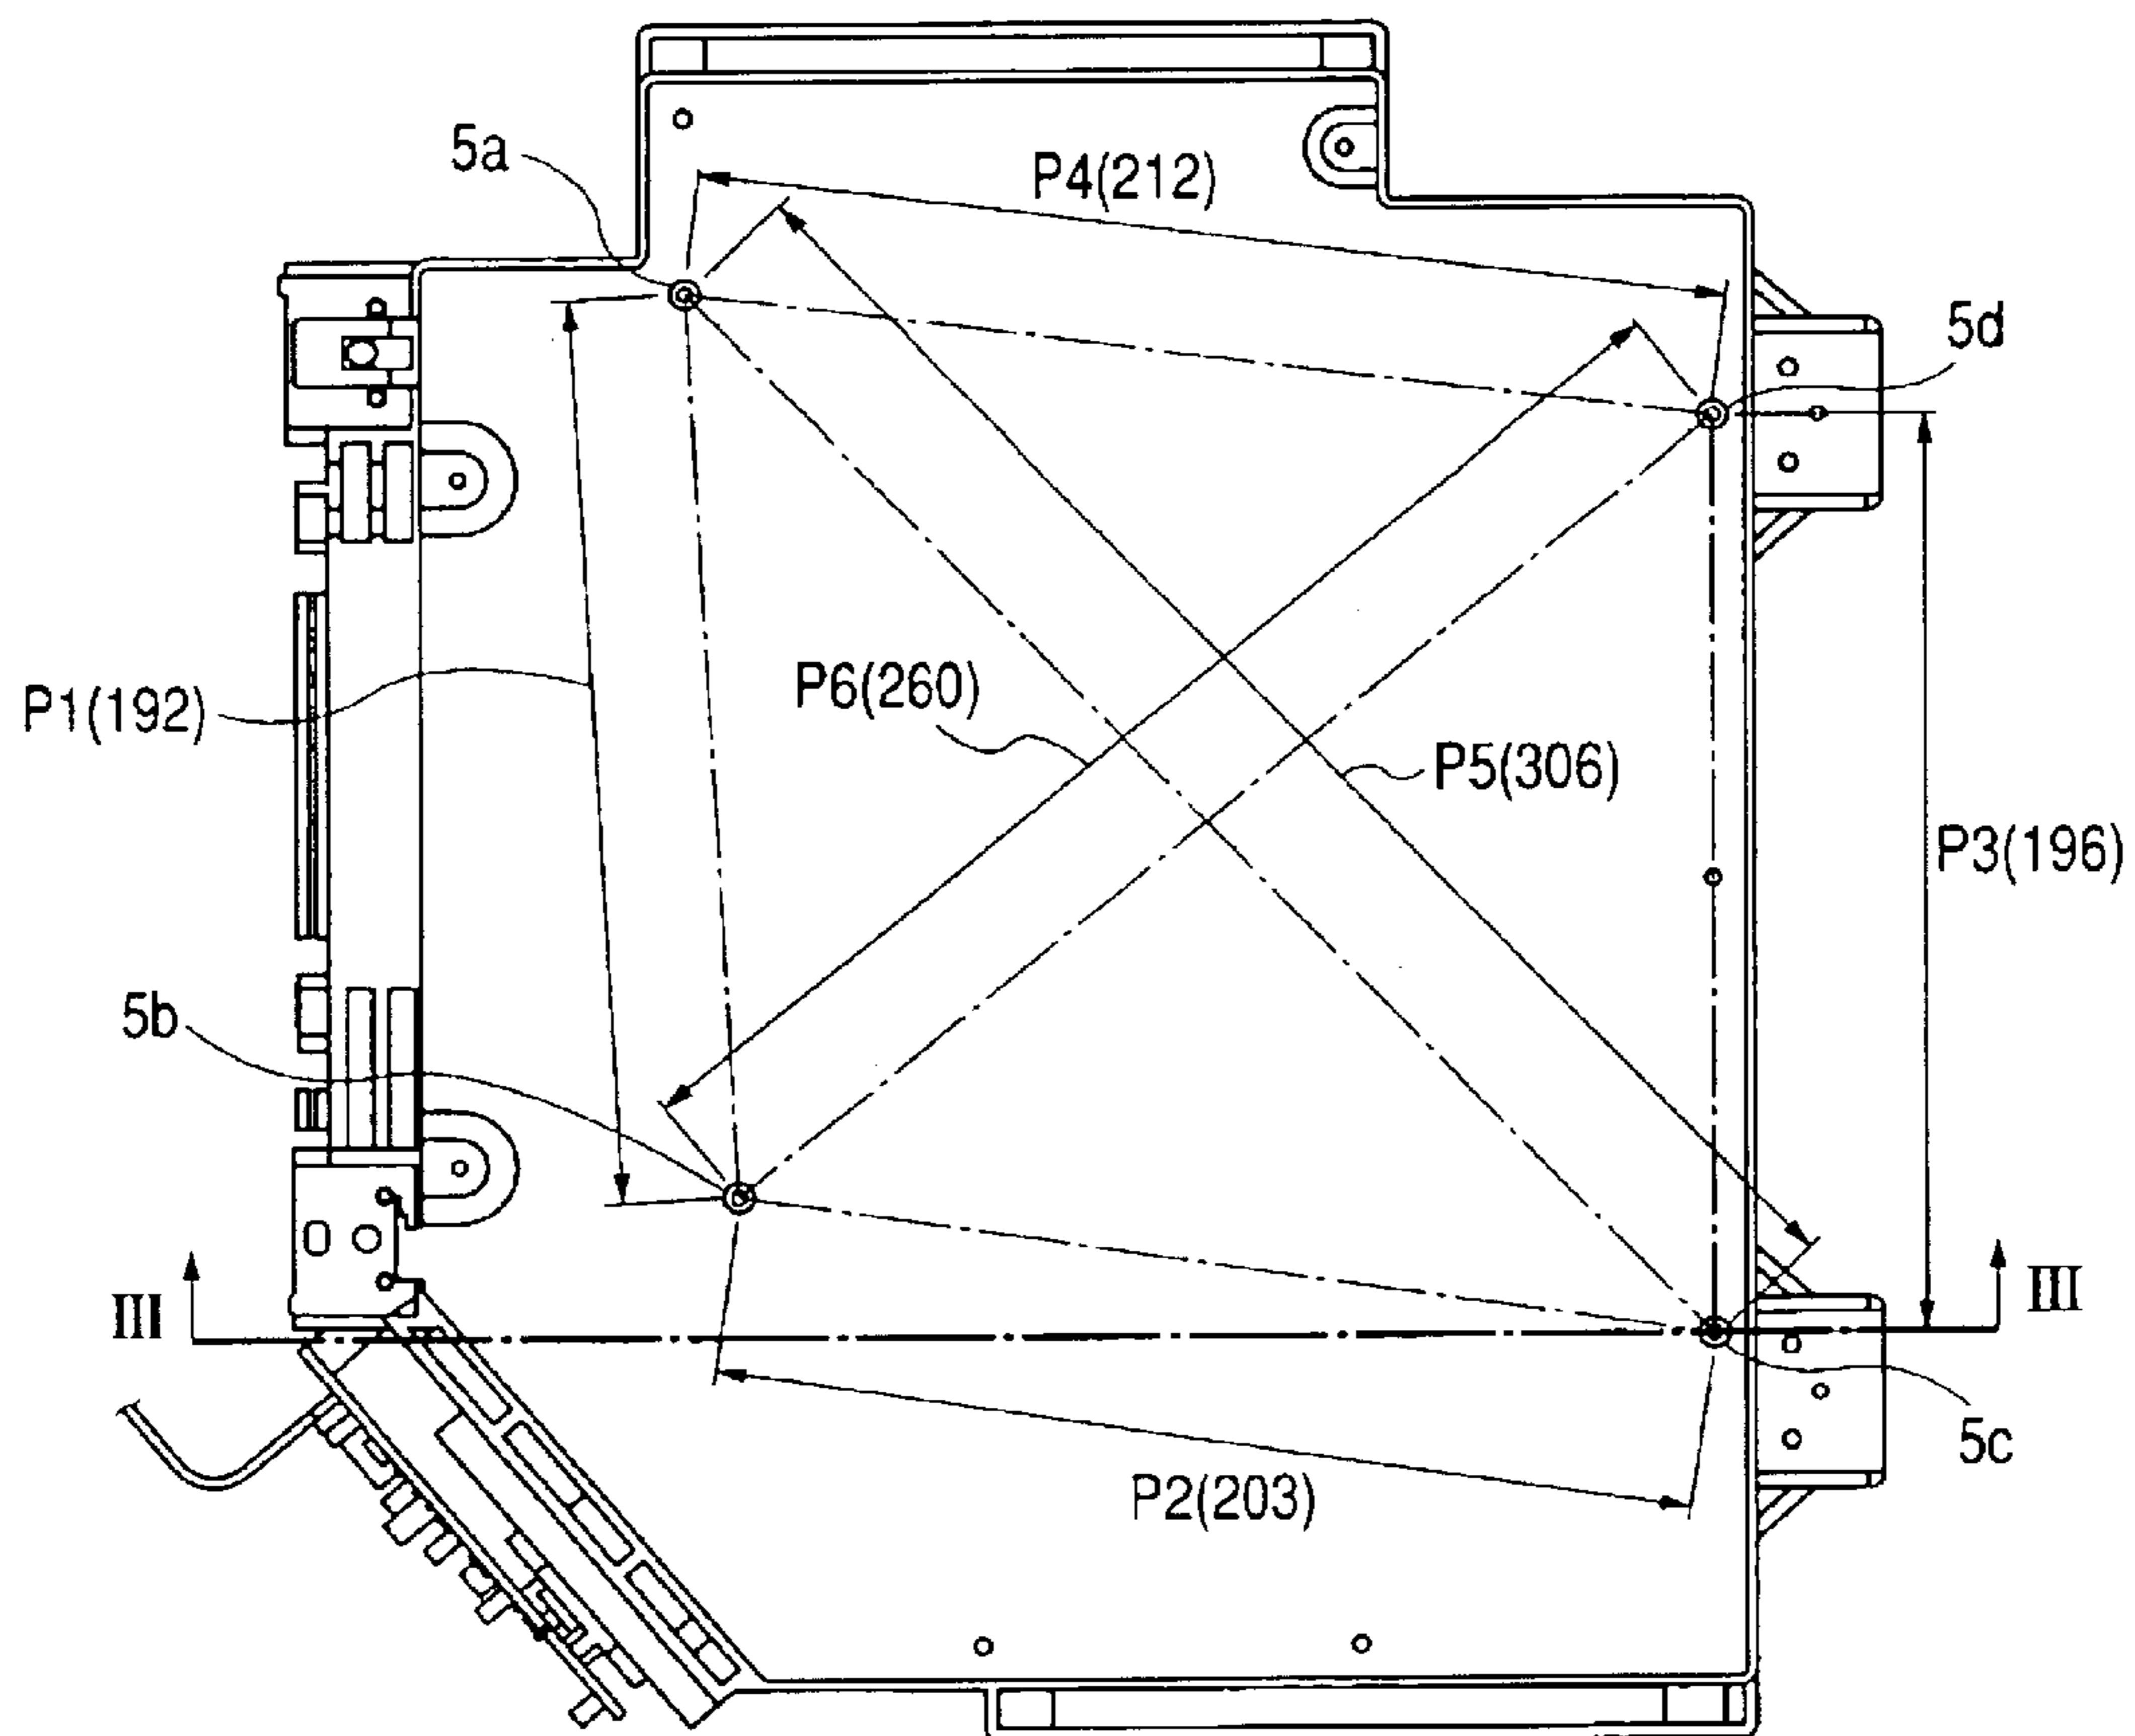 5a
P4(212)
5d
P1(192)
P6(260)
P5(306)
P3(196)
5b
III
III
5c
P2(203)